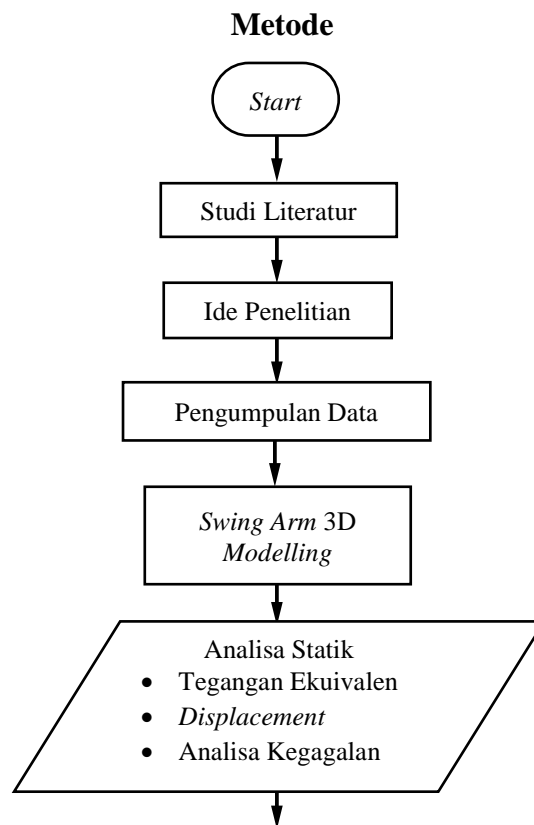 Metode
Start
Studi Literatur
Ide Penelitian
Pengumpulan Data
Swing Arm 3D
Modelling
Analisa Statik
• Tegangan Ekuivalen
• Displacement
• Analisa Kegagalan